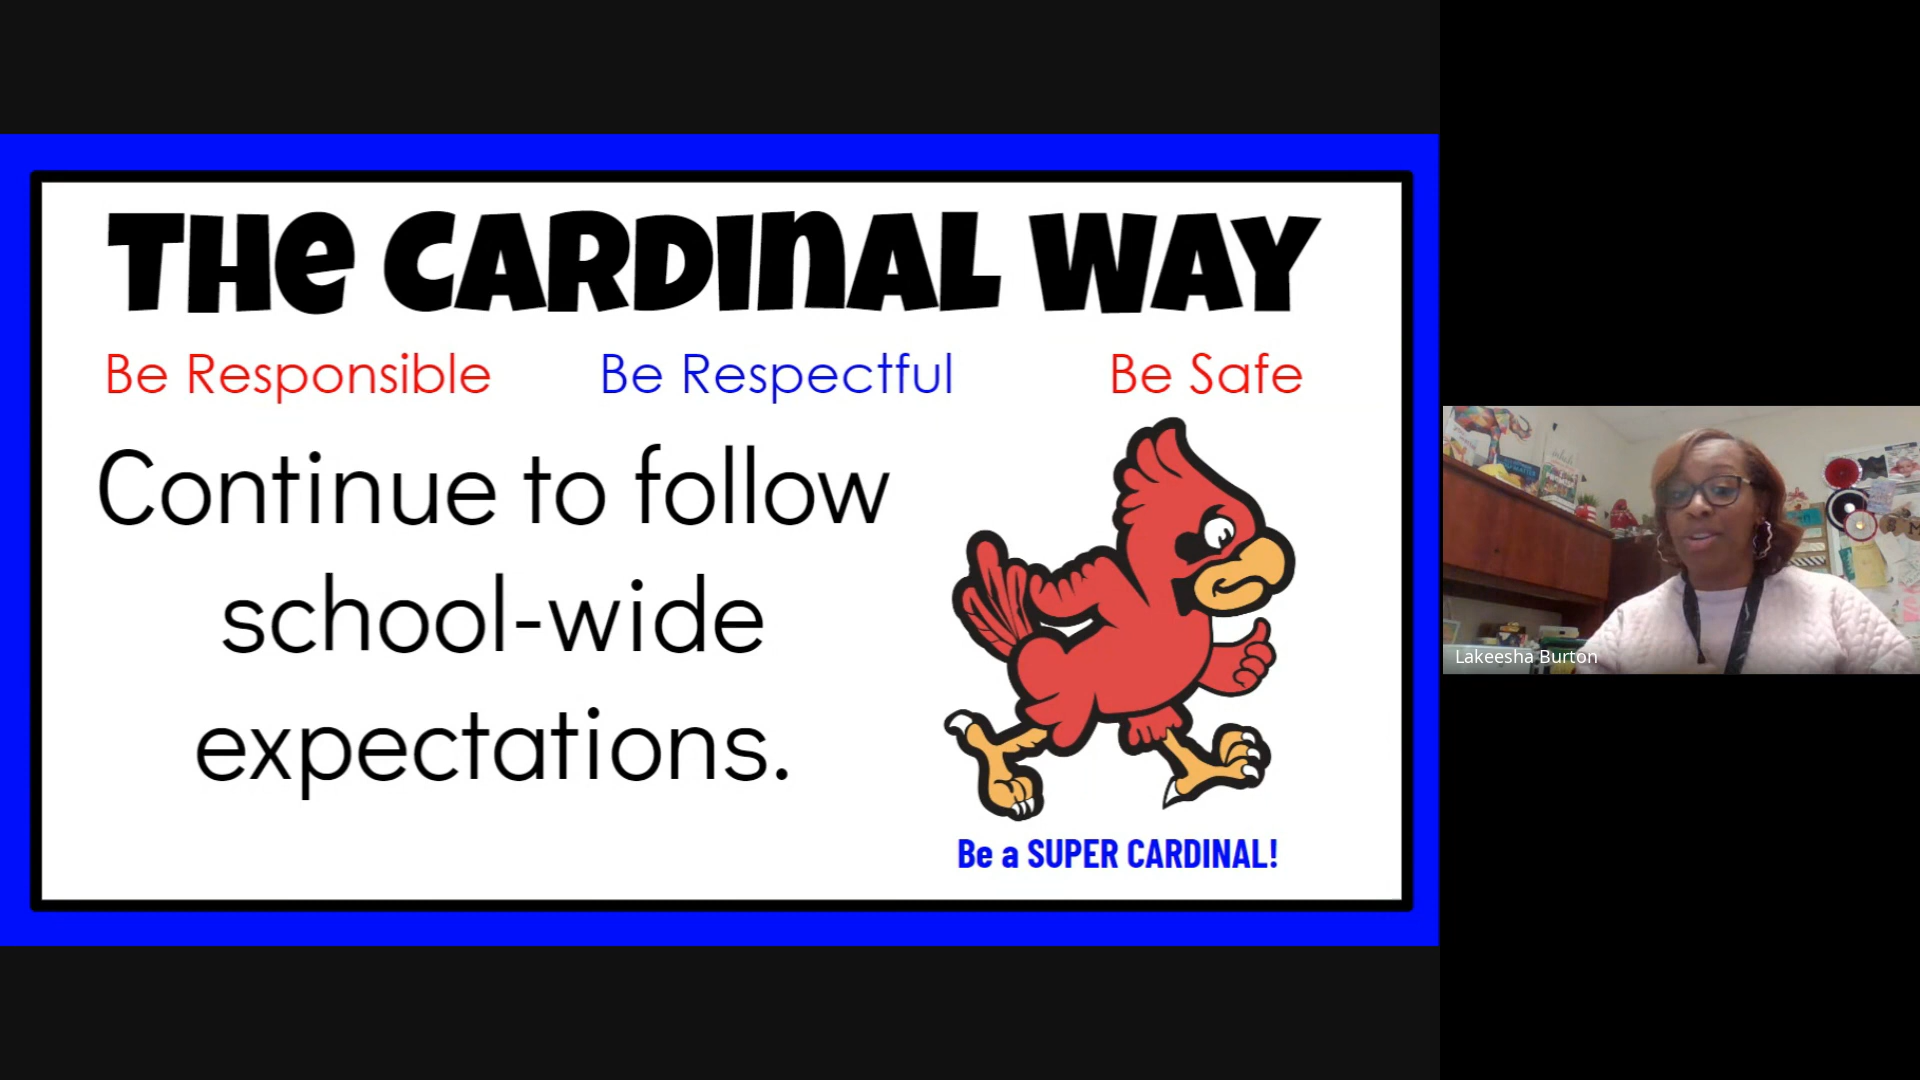 THe CARDINAL WAY
Be Responsible Be Respectful Be Safe
Continue to follow
school-wide
expectations.
Be a SUPER CARDINAL!
Lakeesha Burton